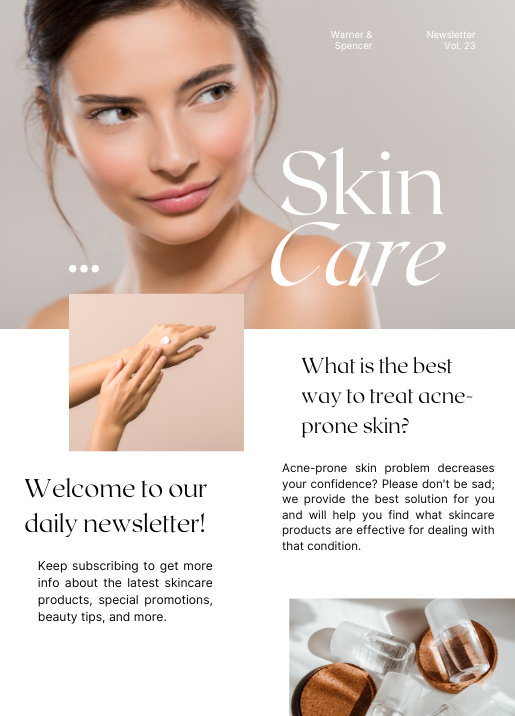 Warner &
Spencer
Newsletter
Vol. 23
Skin
Care
Welcome to our
daily newsletter!
Keep subscribing to get more
info about the latest skincare
products, special promotions,
beauty tips, and more.
What is the best
way to treat acne-
prone skin?
Acne-prone skin problem decreases
your confidence? Please don't be sad;
we provide the best solution for you
and will help you find what skincare
products are effective for dealing with
that condition.